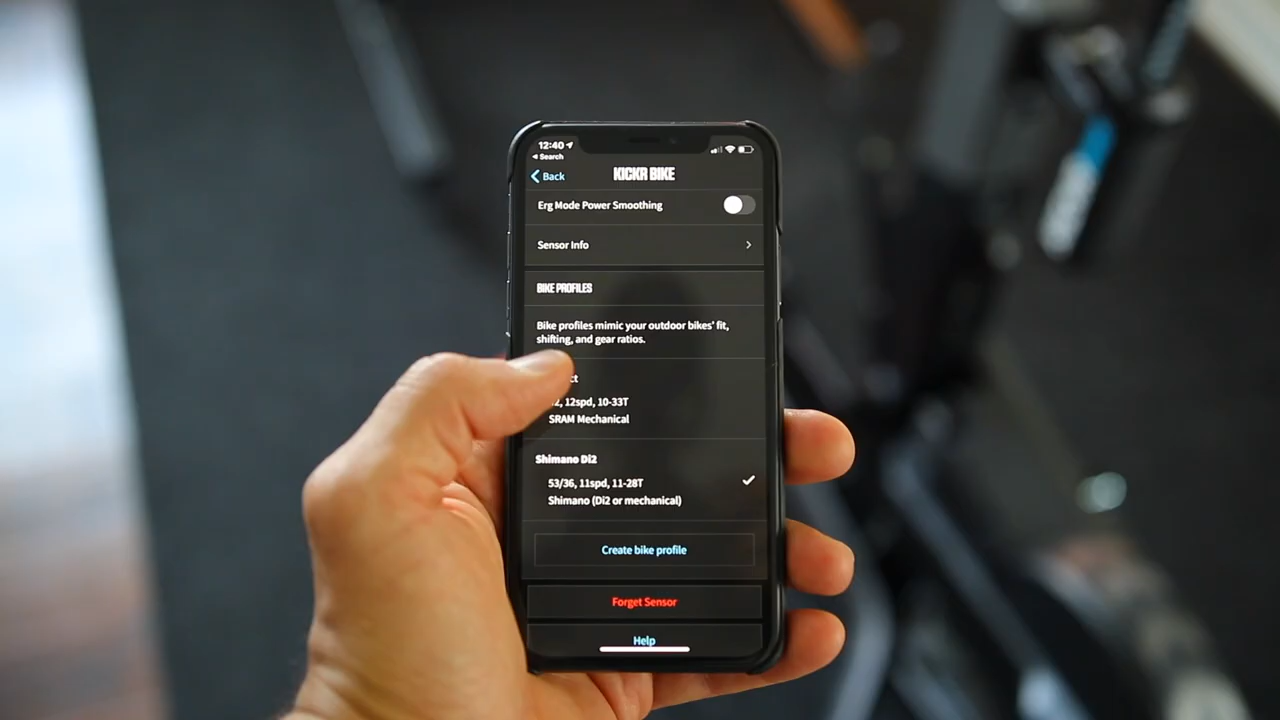 12:40
Search
Back
KICKR BIKE
Erg Mode Power Smoothing
Sensor Info
BIKE PROFILES
Bike profiles mimic your outdoor bikes' fit,
shifting, and gear ratios.
12spd, 10-33T
SRAM Mechanical
Shimano Di2
53/36, 11spd, 11-28T
Shimano (Di2 or mechanical)
Create bike profile
Forget Sensor
Help